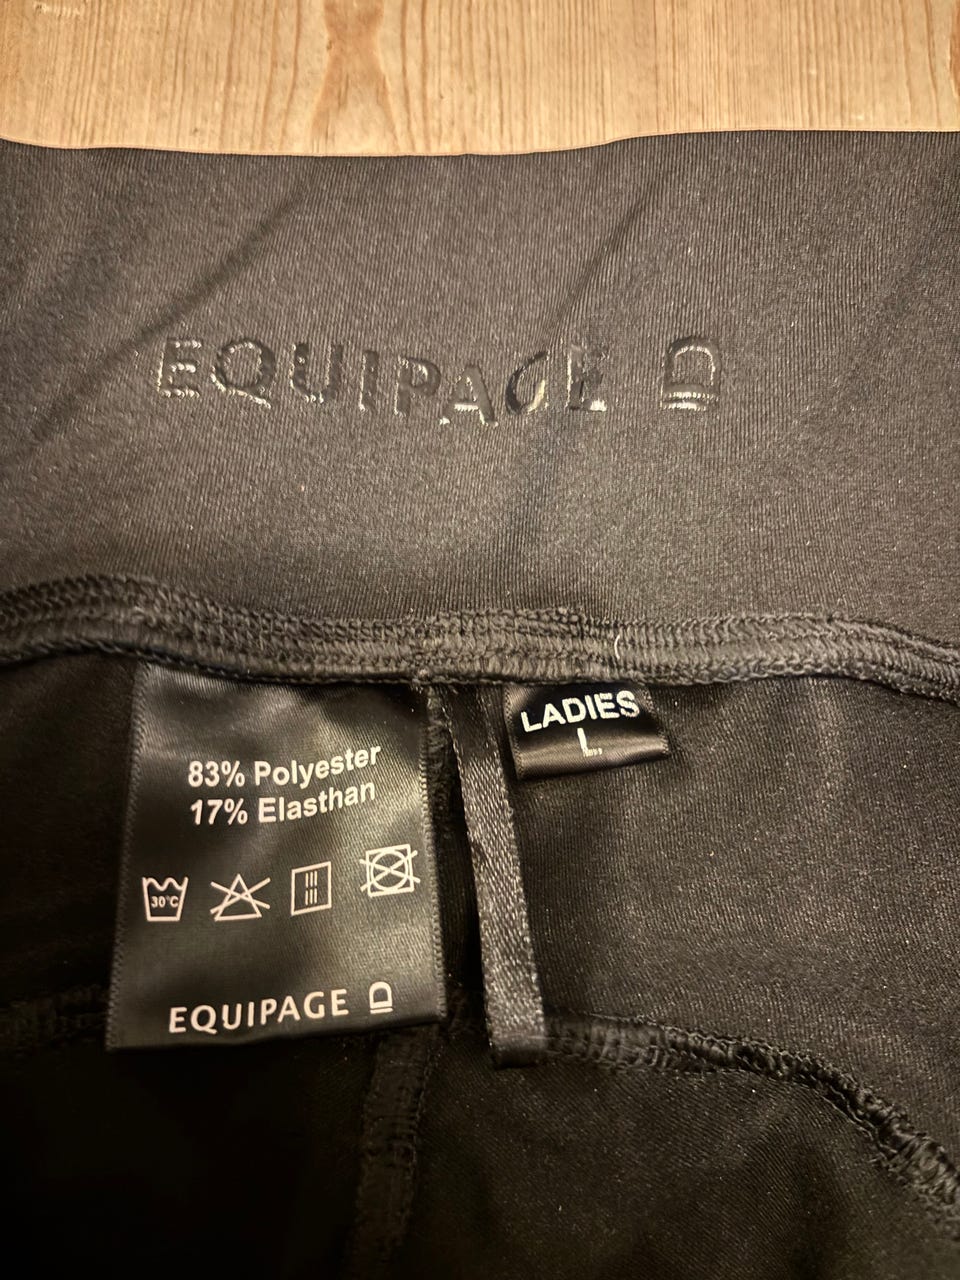 EQUIPAGE
LADIES
L
83% Polyester
17% Elasthan
30°C
EQUIPAGE